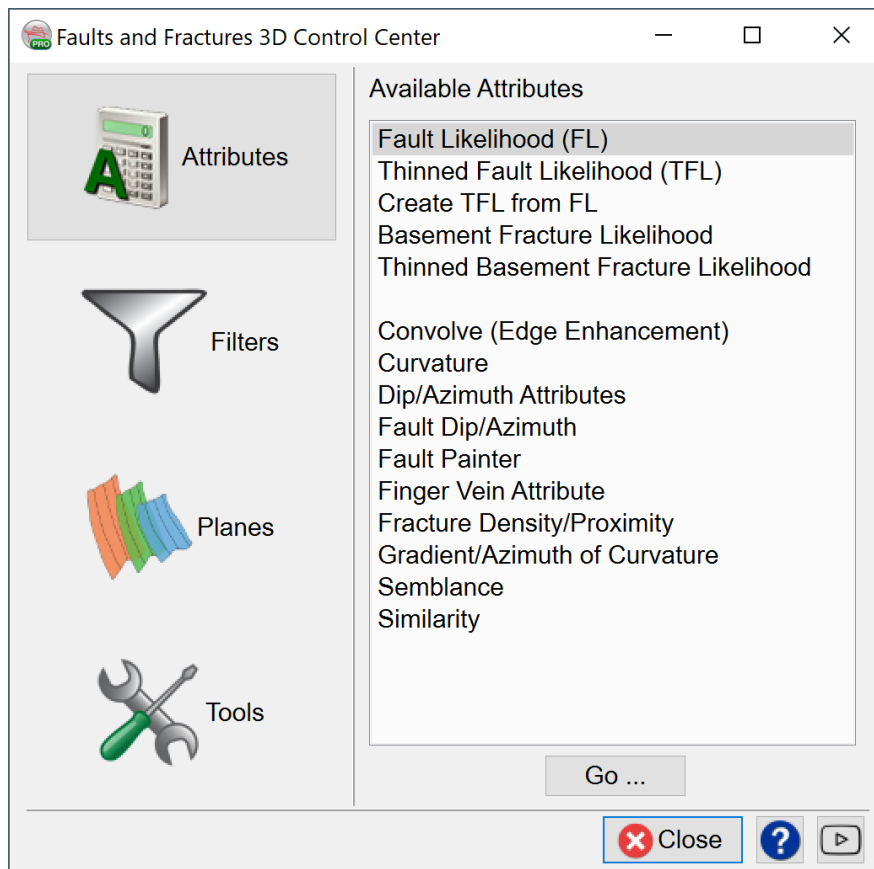 PRO Faults and Fractures 3D Control Center
Attributes
Filters
Planes
Tools
Available Attributes
Fault Likelihood (FL)
Thinned Fault Likelihood (TFL)
Create TFL from FL
Basement Fracture Likelihood
Thinned Basement Fracture Likelihood
Convolve (Edge Enhancement)
Curvature
Dip/Azimuth Attributes
Fault Dip/Azimuth
Fault Painter
Finger Vein Attribute
Fracture Density/Proximity
Gradient/Azimuth of Curvature
Semblance
Similarity
Go ...
Close ?